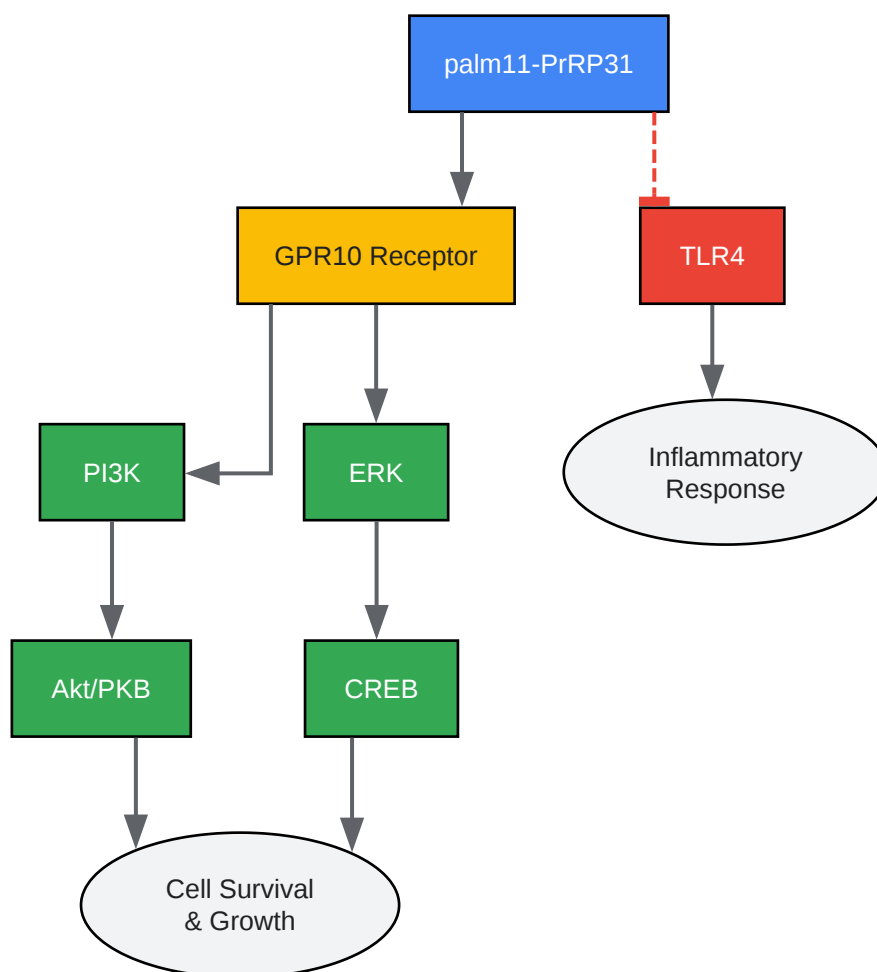 palm11-PrRP31
GPR10 Receptor
TLR4
PI3K
ERK
Inflammatory
Response
Akt/PKB
CREB
Cell Survival
& Growth